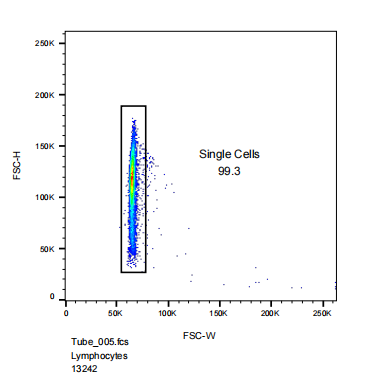 250K
200K
FSC-H
150K
Single Cells
99.3
100K
50K
0
0
50K
100K
150K
200K
250K
FSC-W
Tube_005.fcs
Lymphocytes
13242